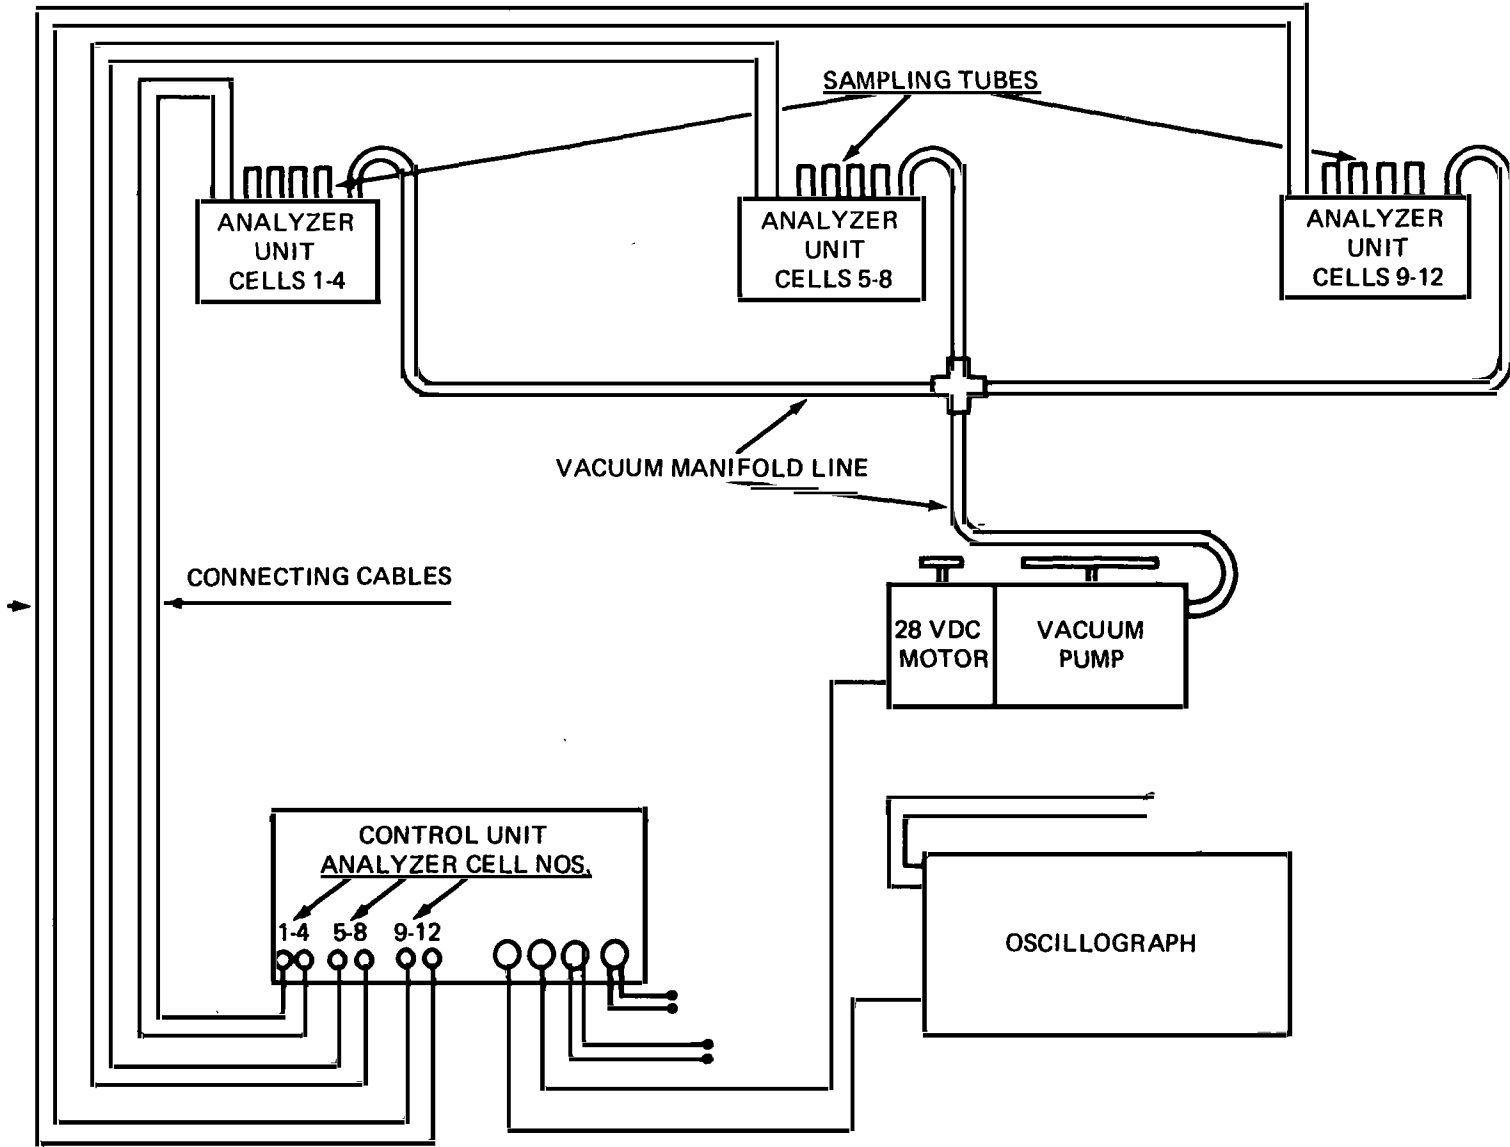 SAMPLING TUBES
ANALYZER
UNIT
CELLS 1-4
ANALYZER
UNIT
CELLS 5-8
ANALYZER
UNIT
CELLS 9-12
VACUUM MANIFOLD LINE
CONNECTING CABLES
28 VDC
MOTOR
VACUUM
PUMP
CONTROL UNIT
ANALYZER CELL NOS.
1-4 5-8 9-12
OSCILLOGRAPH